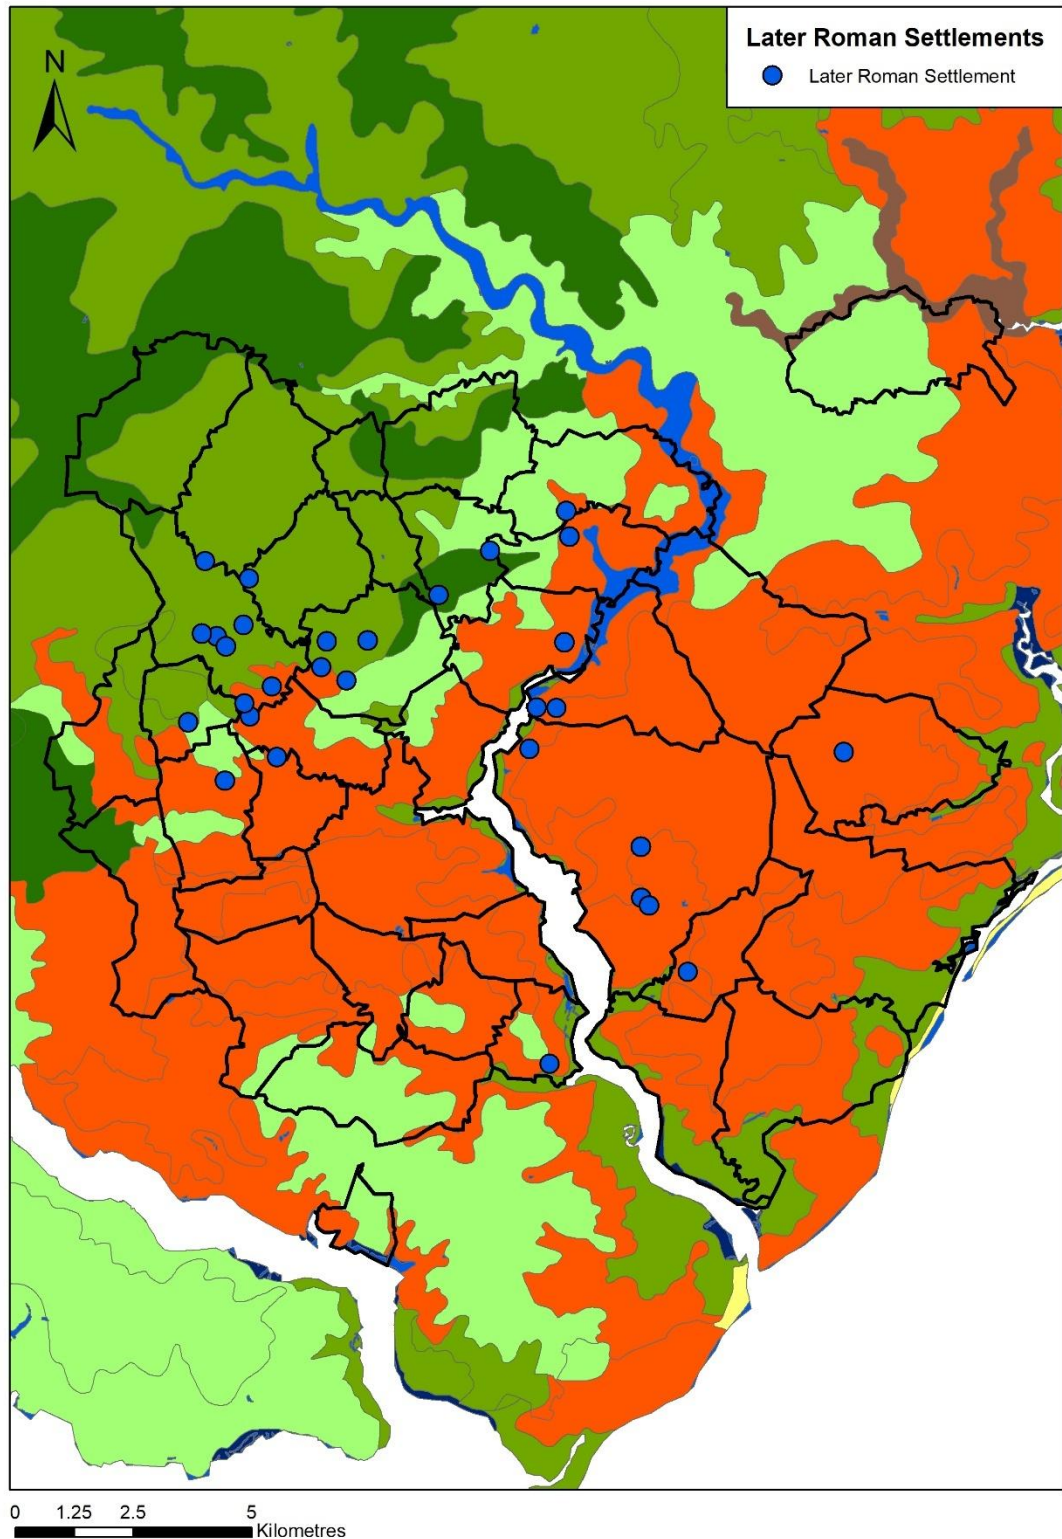 Later Roman Settlements
Later Roman Settlement
N
0 1.25 2.5 5
Kilometres